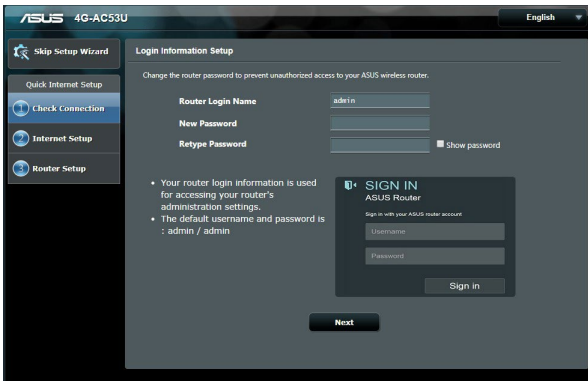 ASUS 4G-AC53U
English
Skip Setup Wizard
Quick Internet Setup
1 Check Connection
2 Internet Setup
3 Router Setup
Login Information Setup
Change the router password to prevent unauthorized access to your ASUS wireless router.
Router Login Name admin
New Password
Retype Password Show password
• Your router login information is used
for accessing your router's
administration settings.
• The default username and password is
: admin / admin
SIGN IN
ASUS Router
Sign in with your ASUS router account
Username
Password
Sign in
Next